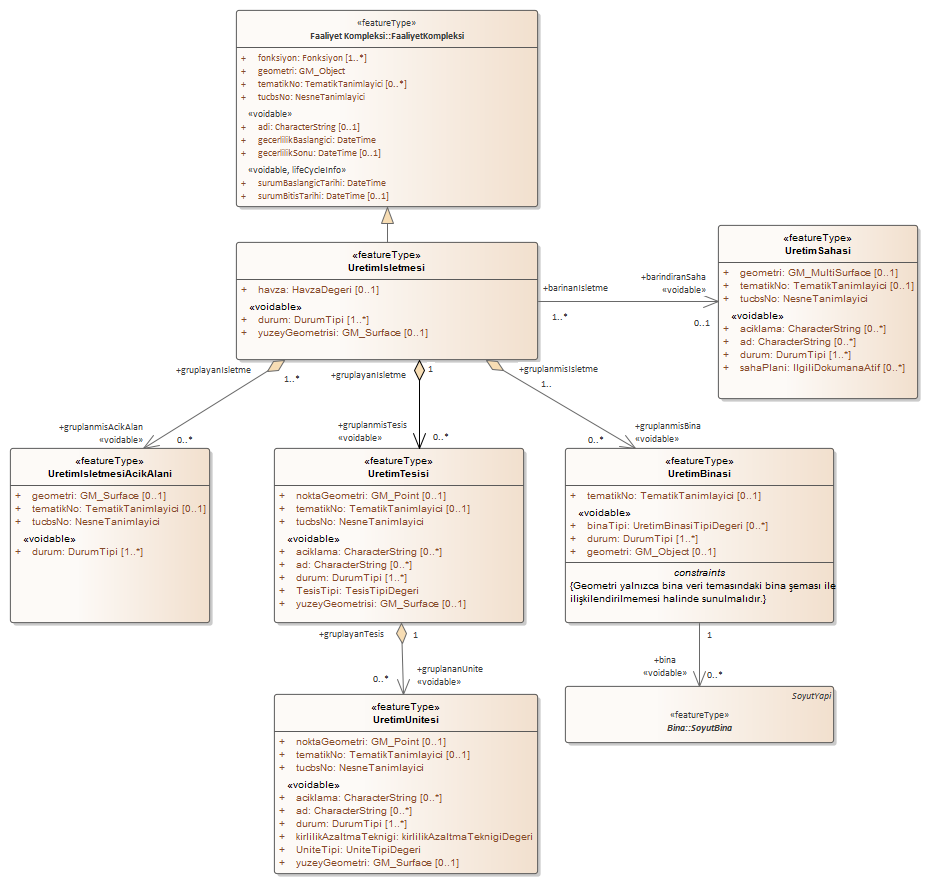 «featureType»
Faaliyet Kompleksi::FaaliyetKompleksi
+ fonksiyon: Fonksiyon [1..*]
+ geometri: GM_Object
+ tematikNo: TematikTanimlayici [0..*]
+ tucbsNo: NesneTanimlayici
«voidable»
+ adi: CharacterString [0..1]
+ gecerlilikBaslangici: DateTime
+ gecerlilikSonu: DateTime [0..1]
«voidable, lifeCycleInfo»
+ surumBaslangicTarihi: DateTime
+ surumBitisTarihi: DateTime [0..1]
«featureType»
UretimIsletmesi
+ havza: HavzaDegeri [0..1]
«voidable»
+ durum: DurumTipi [1..*]
+ yuzeyGeometrisi: GM_Surface [0..1]
+barinanIsletme
1..*
+barindiranSaha
«voidable»
0..1
«featureType»
UretimSahasi
+ geometri: GM_MultiSurface [0..1]
+ tematikNo: TematikTanimlayici [0..1]
+ tucbsNo: NesneTanimlayici
«voidable»
+ aciklama: CharacterString [0..*]
+ ad: CharacterString [0..*]
+ durum: DurumTipi [1..*]
+ sahaPlani: IlgiliDokumanaAtif [0..*]
+gruplayanIsletme
1..*
+gruplayanIsletme
1
+gruplanmisIsletme
1..
+gruplanmisAcikAlan
«voidable»
0..*
+gruplanmisTesis
«voidable»
0..*
+gruplanmisBina
«voidable»
0..*
«featureType»
UretimIsletmesiAcikAlani
+ geometri: GM_Surface [0..1]
+ tematikNo: TematikTanimlayici [0..1]
+ tucbsNo: NesneTanimlayici
«voidable»
+ durum: DurumTipi [1..*]
«featureType»
UretimTesisi
+ noktaGeometri: GM_Point [0..1]
+ tematikNo: TematikTanimlayici [0..1]
+ tucbsNo: NesneTanimlayici
«voidable»
+ aciklama: CharacterString [0..*]
+ ad: CharacterString [0..*]
+ durum: DurumTipi [1..*]
+ TesisTipi: TesisTipiDegeri
+ yuzeyGeometrisi: GM_Surface [0..1]
«featureType»
UretimBinasi
+ tematikNo: TematikTanimlayici [0..1]
«voidable»
+ binaTipi: UretimBinasiTipiDegeri [0..*]
+ durum: DurumTipi [1..*]
+ geometri: GM_Object [0..1]
constraints
{Geometri yalnızca bina veri temasındaki bina şeması ile
ilişkilendirilmemesi halinde sunulmalıdır.}
+gruplayanTesis
1
0..*
+gruplananUnite
«voidable»
1
+bina
«voidable»
0..*
SoyutYapi
«featureType»
Bina::SoyutBina
«featureType»
UretimUnitesi
+ noktaGeometri: GM_Point [0..1]
+ tematikNo: TematikTanimlayici [0..1]
+ tucbsNo: NesneTanimlayici
«voidable»
+ aciklama: CharacterString [0..*]
+ ad: CharacterString [0..*]
+ durum: DurumTipi [1..*]
+ kirlilikAzaltmaTeknigi: kirlilikAzaltmaTeknigiDegeri
+ UniteTipi: UniteTipiDegeri
+ yuzeyGeometri: GM_Surface [0..1]